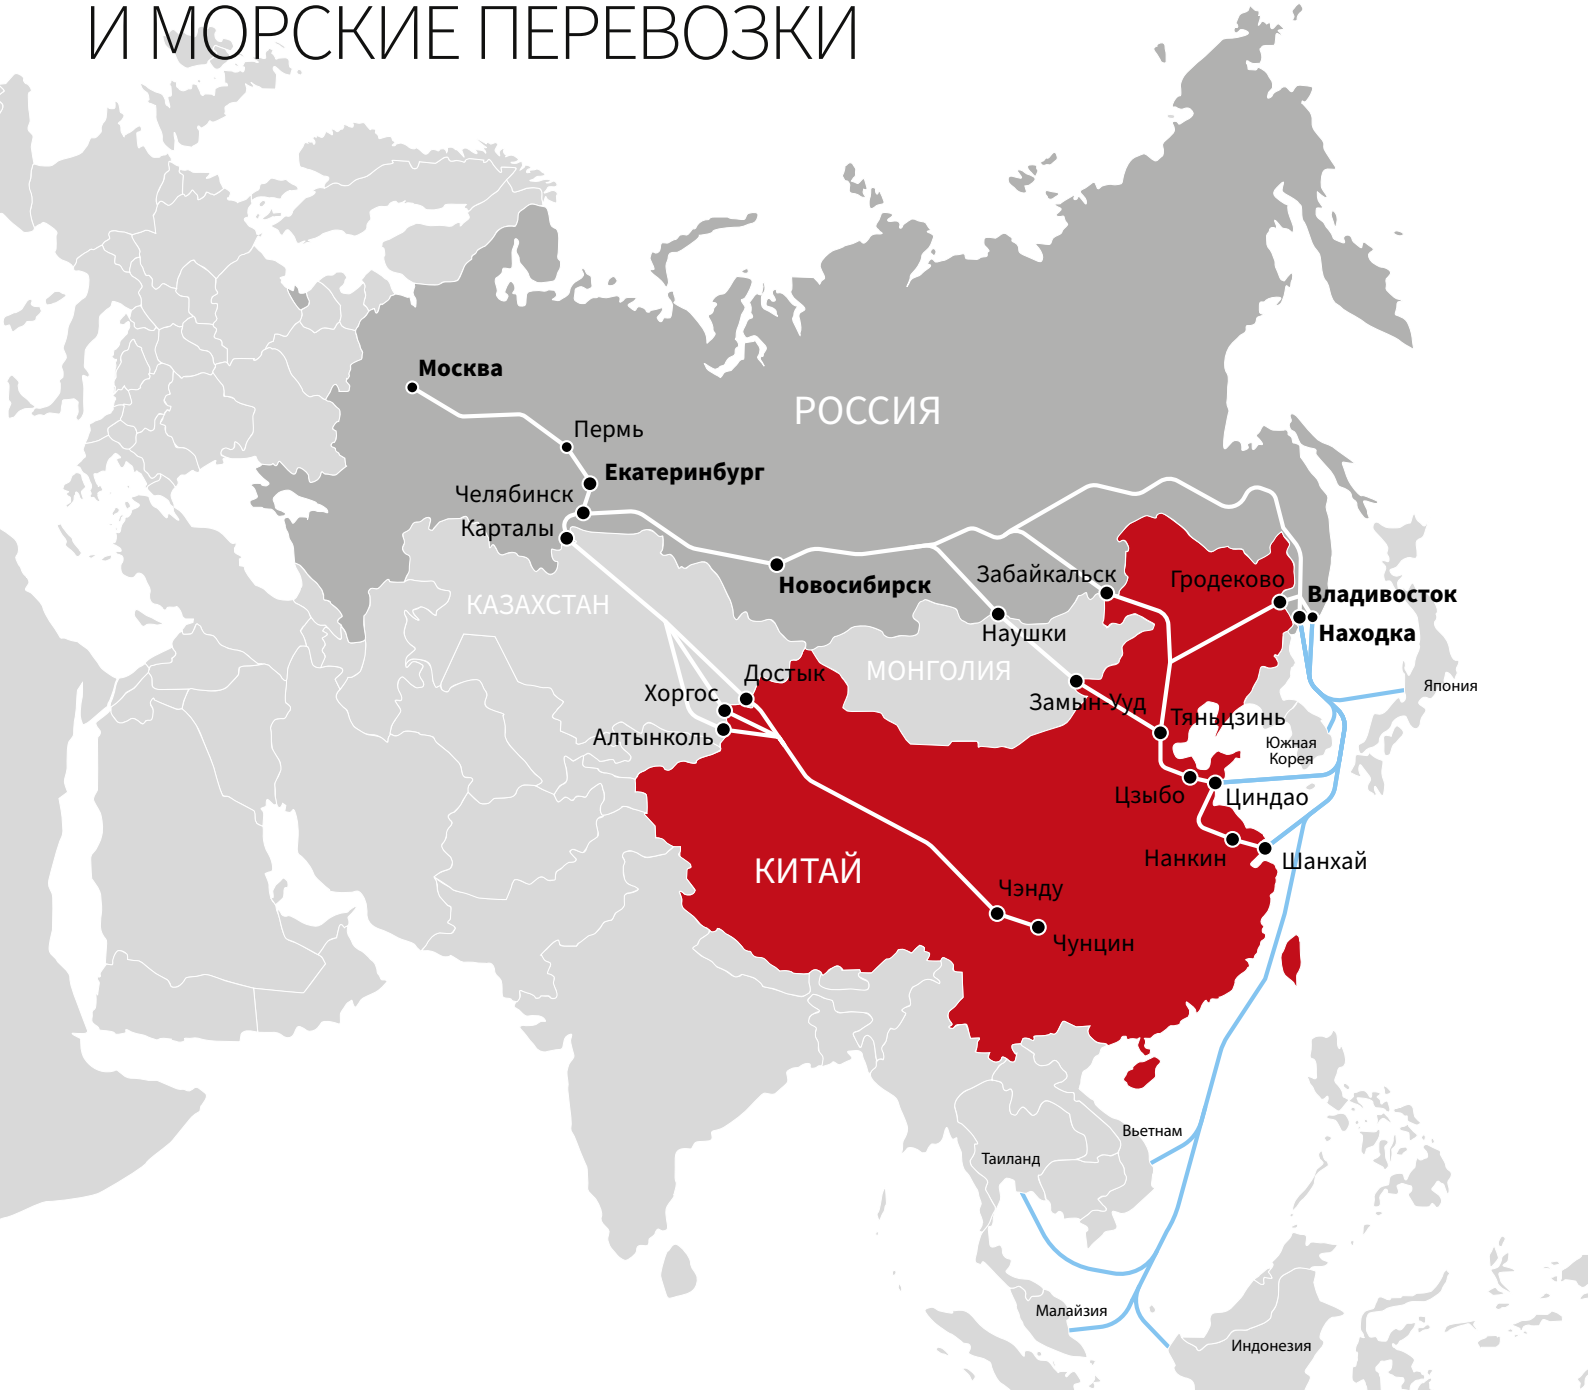 И МОРСКИЕ ПЕРЕВОЗКИ
Москва
РОССИЯ
Пермь
Екатеринбург
Челябинск
Карталы
Новосибирск
Забайкальск
Гродеково
Владивосток
КАЗАХСТАН
Наушки
Находка
МОНГОЛИЯ
Достык
Хоргос
Замын-Ууд
Япония
Тяньцзинь
Алтынколь
Южная
Корея
Цзыбо
Циндао
КИТАЙ
Нанкин
Шанхай
Чэнду
Чунцин
Вьетнам
Таиланд
Малайзия
Индонезия